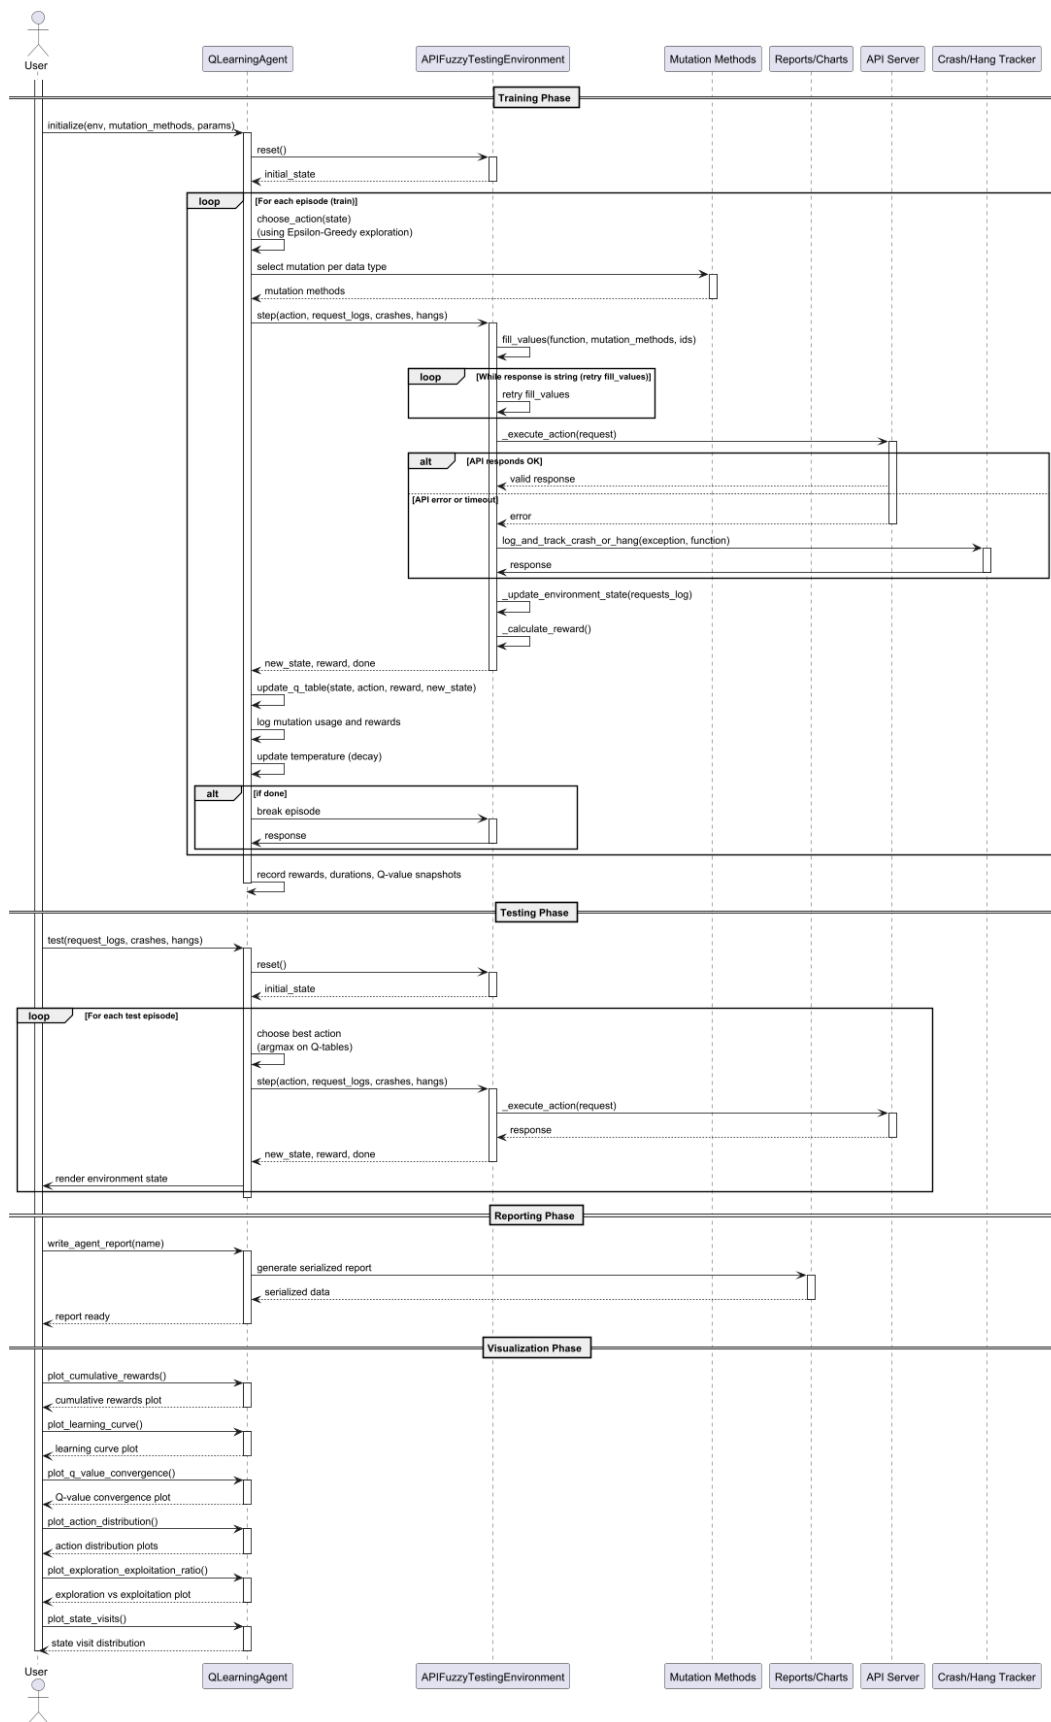 User
QLearningAgent
APIFuzzyTestingEnvironment
Mutation Methods
Reports/Charts
API Server
Crash/Hang Tracker
Training Phase
initialize(env, mutation_methods, params)
reset()
initial_state
loop
[For each episode (train)]
choose_action(state)
(using Epsilon-Greedy exploration)
select mutation per data type
mutation methods
step(action, request_logs, crashes, hangs)
fill_values(function, mutation_methods, ids)
loop
[While response is string (retry fill_values)]
retry fill_values
_execute_action(request)
alt
[API responds OK]
valid response
[API error or timeout]
error
log_and_track_crash_or_hang(exception, function)
response
_update_environment_state(requests_log)
_calculate_reward()
new_state, reward, done
update_q_table(state, action, reward, new_state)
log mutation usage and rewards
update temperature (decay)
alt
[if done]
break episode
response
record rewards, durations, Q-value snapshots
Testing Phase
test(request_logs, crashes, hangs)
reset()
initial_state
loop
[For each test episode]
choose best action
(argmax on Q-tables)
step(action, request_logs, crashes, hangs)
_execute_action(request)
response
new_state, reward, done
render environment state
Reporting Phase
write_agent_report(name)
generate serialized report
serialized data
report ready
Visualization Phase
plot_cumulative_rewards()
cumulative rewards plot
plot_learning_curve()
learning curve plot
plot_q_value_convergence()
Q-value convergence plot
plot_action_distribution()
action distribution plots
plot_exploration_exploitation_ratio()
exploration vs exploitation plot
plot_state_visits()
state visit distribution
User
QLearningAgent
APIFuzzyTestingEnvironment
Mutation Methods
Reports/Charts
API Server
Crash/Hang Tracker